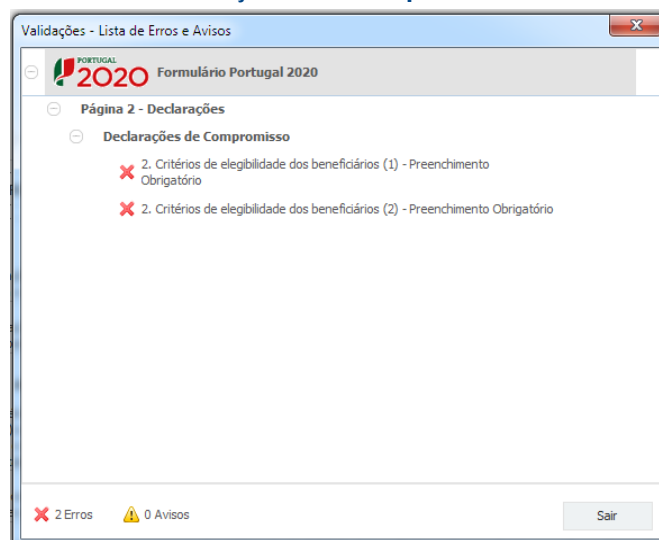 Validações - Lista de Erros e Avisos
PORTUGAL
2020 Formulário Portugal 2020
Página 2 - Declarações
Declarações de Compromisso
2. Critérios de elegibilidade dos beneficiários (1) - Preenchimento
Obrigatório
2. Critérios de elegibilidade dos beneficiários (2) - Preenchimento Obrigatório
2 Erros 0 Avisos Sair